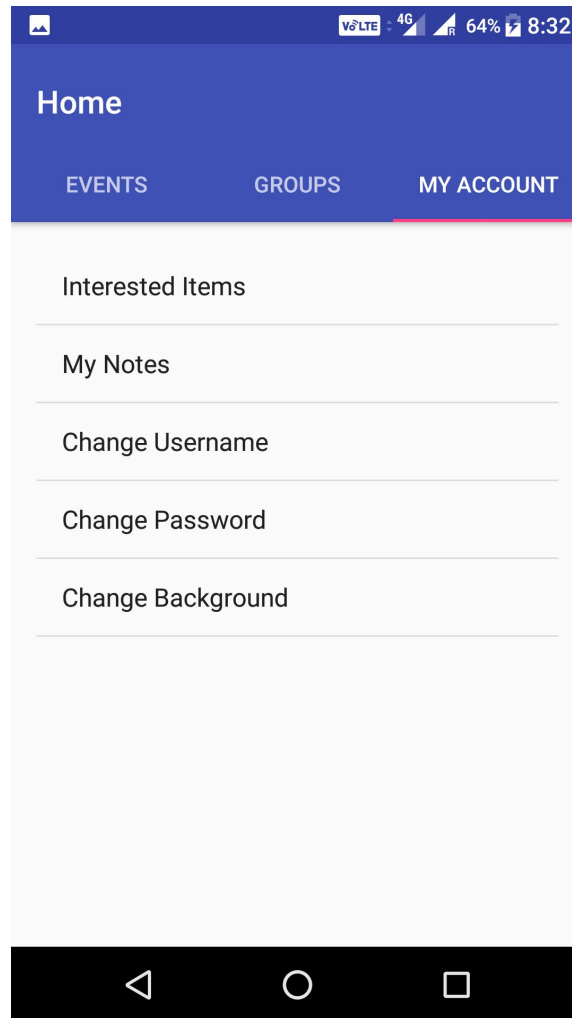 VoLTE 4G R 64% 8:32
Home
EVENTS GROUPS MY ACCOUNT
Interested Items
My Notes
Change Username
Change Password
Change Background